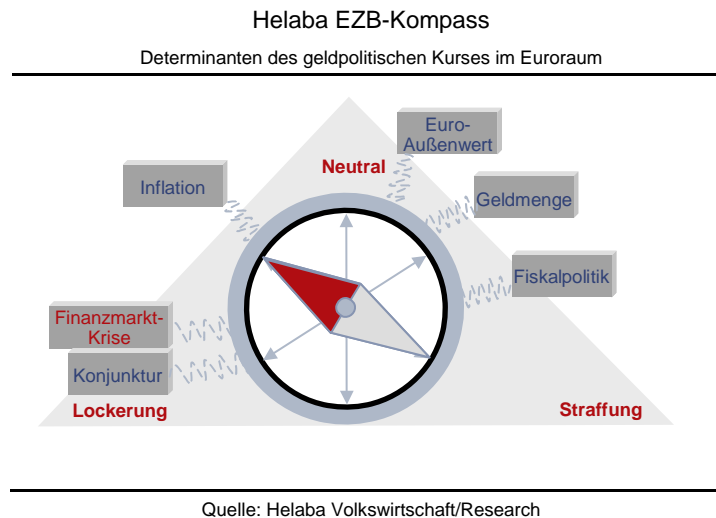 Helaba EZB-Kompass
Determinanten des geldpolitischen Kurses im Euroraum
Euro-
Außenwert
Neutral
Inflation
Geldmenge
Fiskalpolitik
Finanzmarkt-
Krise
Konjunktur
Lockerung
Straffung
Quelle: Helaba Volkswirtschaft/Research